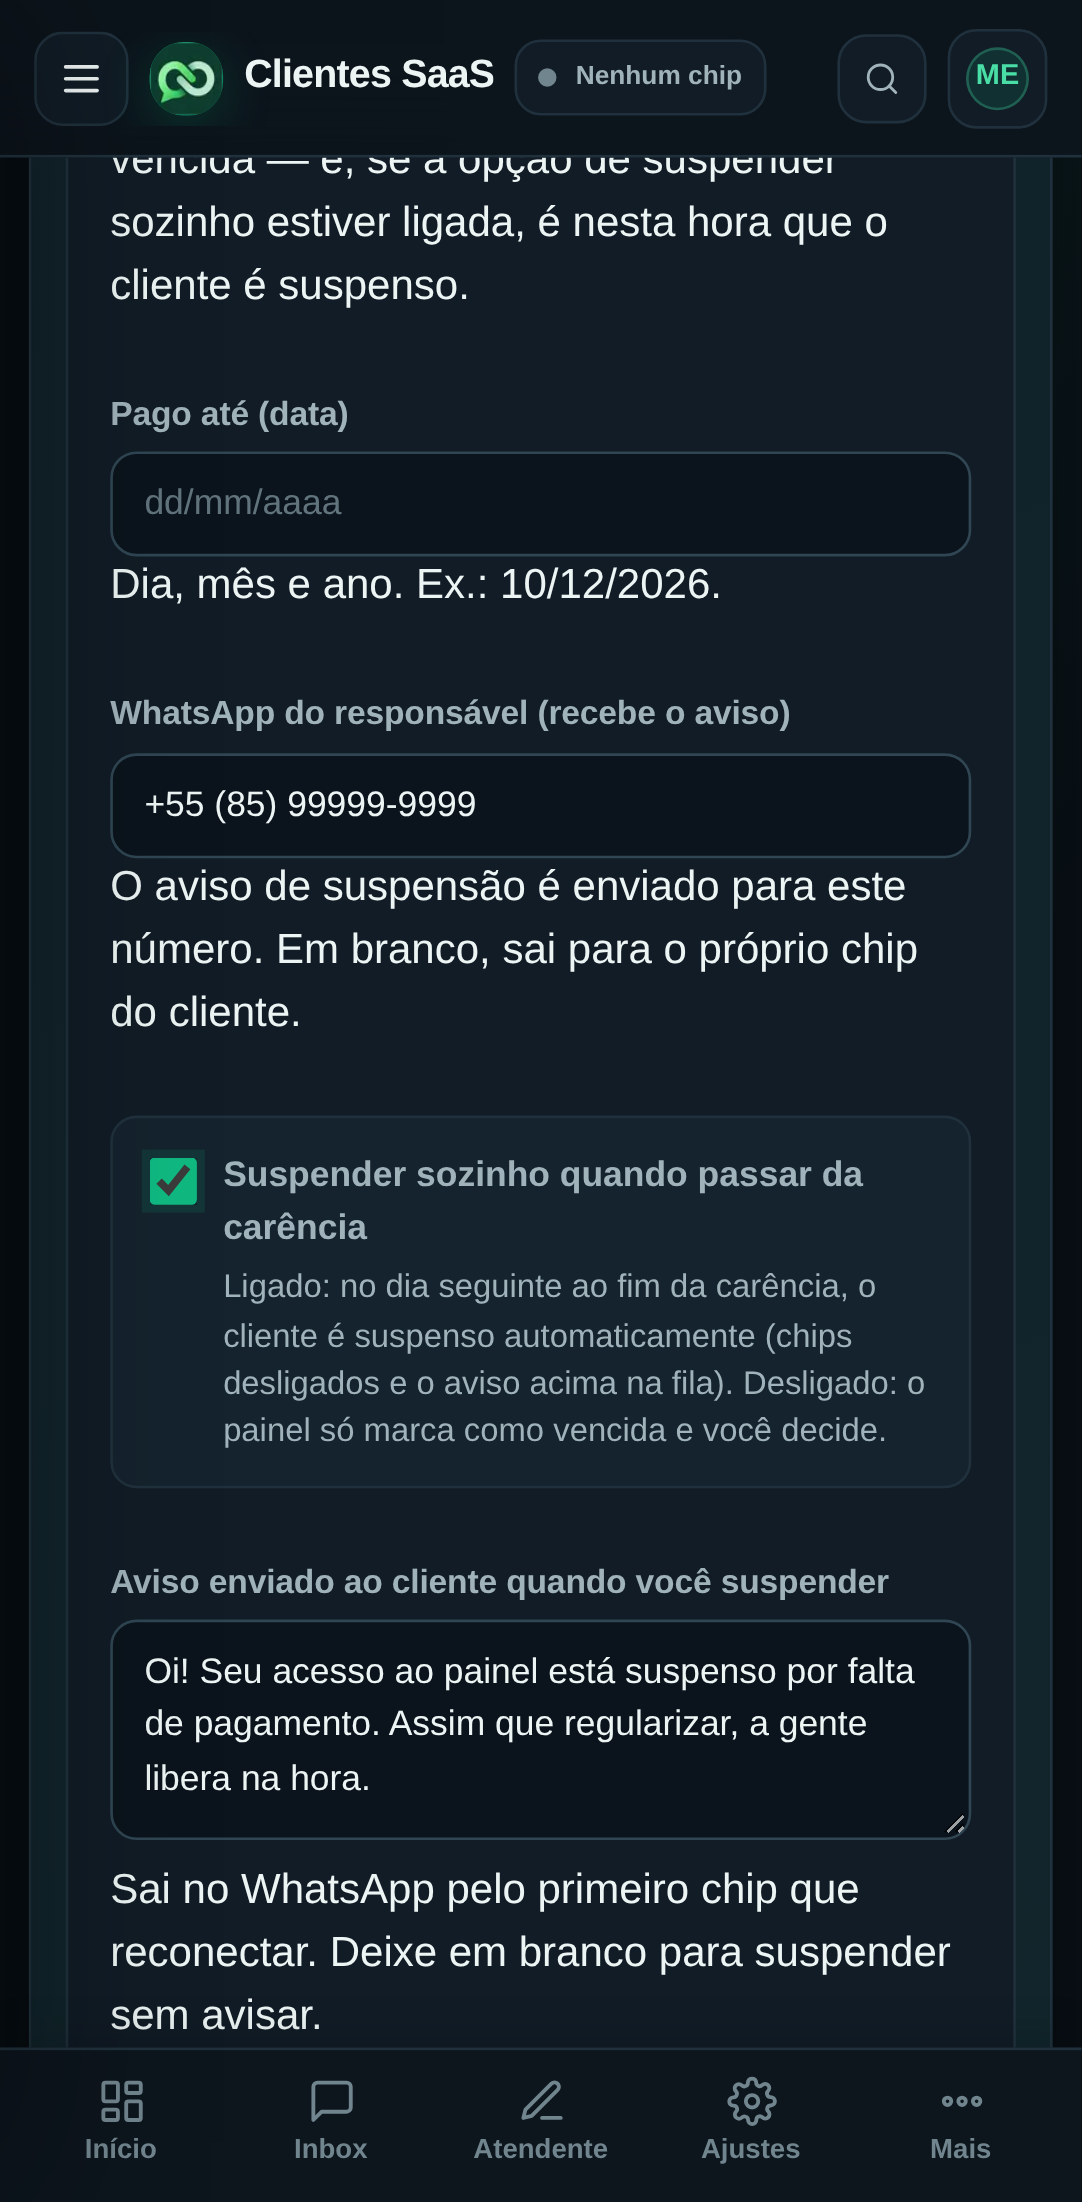 Clientes SaaS
Nenhum chip
ME
vencida — e, se a opção de suspender
sozinho estiver ligada, é nesta hora que o
cliente é suspenso.
Pago até (data)
dd/mm/aaaa
Dia, mês e ano. Ex.: 10/12/2026.
WhatsApp do responsável (recebe o aviso)
+55 (85) 99999-9999
O aviso de suspensão é enviado para este
número. Em branco, sai para o próprio chip
do cliente.
Suspender sozinho quando passar da
carência
Ligado: no dia seguinte ao fim da carência, o
cliente é suspenso automaticamente (chips
desligados e o aviso acima na fila). Desligado: o
painel só marca como vencida e você decide.
Aviso enviado ao cliente quando você suspender
Oi! Seu acesso ao painel está suspenso por falta
de pagamento. Assim que regularizar, a gente
libera na hora.
Sai no WhatsApp pelo primeiro chip que
reconectar. Deixe em branco para suspender
sem avisar.
Início
Inbox
Atendente
Ajustes
Mais